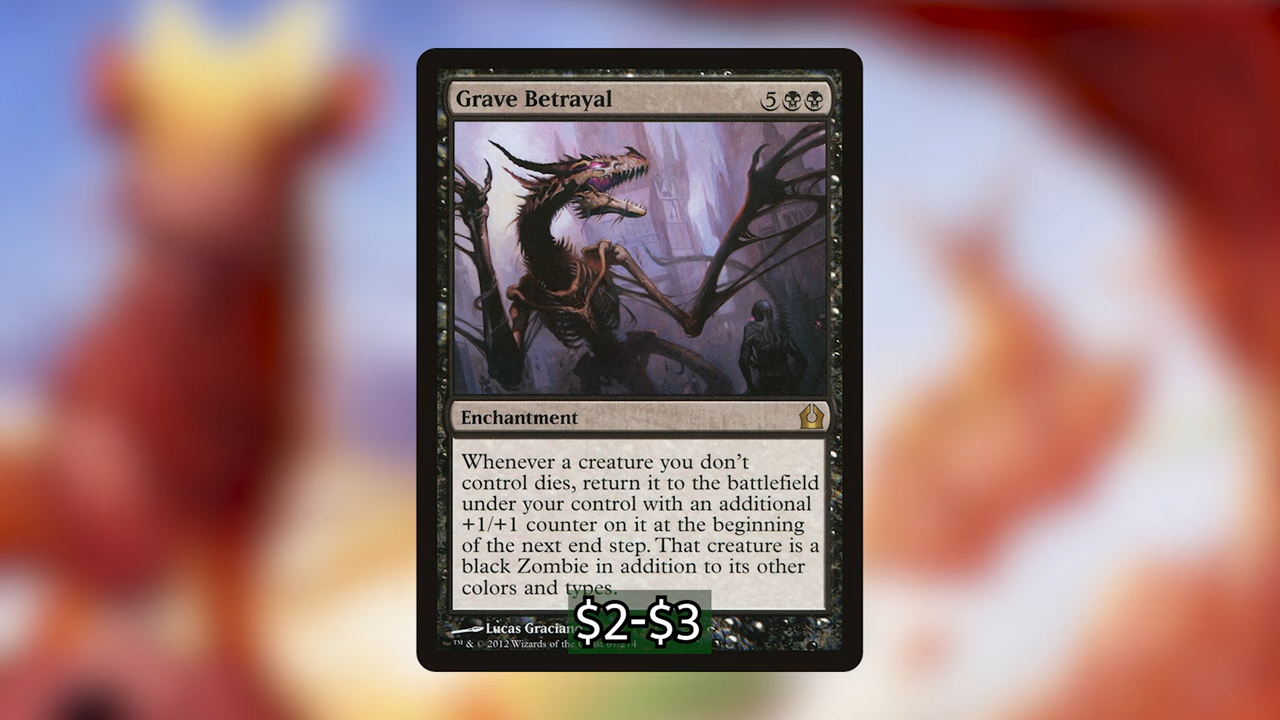 Grave Betrayal 5
Enchantment
Whenever a creature you don't
control dies, return it to the battlefield
under your control with an additional
+1/+1 counter on it at the beginning
of the next end step. That creature is a
black Zombie in addition to its other
colors and types.
$2-$3
Lucas Graciano
™ & © 2012 Wizards of the